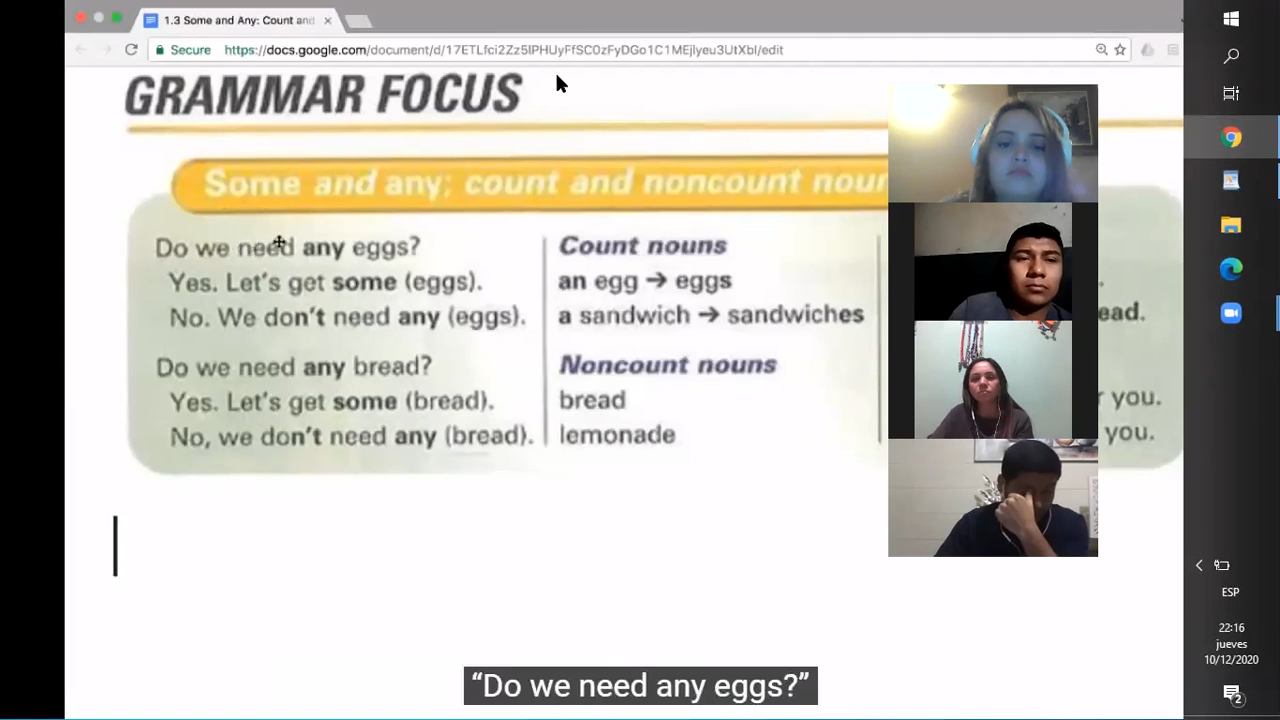 1.3 Some and Any: Count and
Secure
https://docs.google.com/document/d/17ETLfci2Zz5lPHUyFfSC0zFyDGo1C1MEjlyeu3UtXbI/edit
GRAMMAR FOCUS
Some and any; count and noncount nour
Do we need any eggs?
Yes. Let's get some (eggs).
No. We don't need any (eggs).
Do we need any bread?
Yes. Let's get some (bread).
No, we don't need any (bread).
Count nouns
an egg → eggs
a sandwich → sandwiches
Noncount nouns
bread
lemonade
ead.
r you.
you.
ESP
22:16
jueves
10/12/2020
2
“Do we need any eggs?”